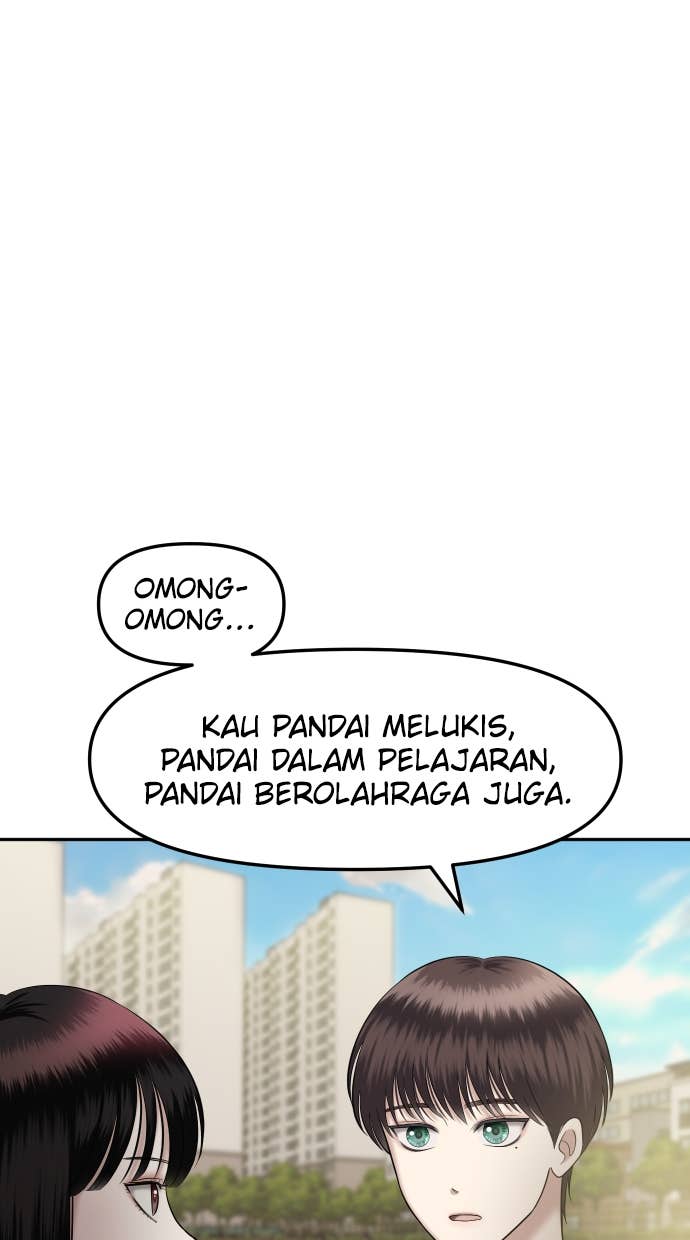 OMONG-
OMONG...
KAU PANDAI MELUKIS,
PANDAI DALAM PELAJARAN,
PANDAI BEROLAHRAGA JUGA.